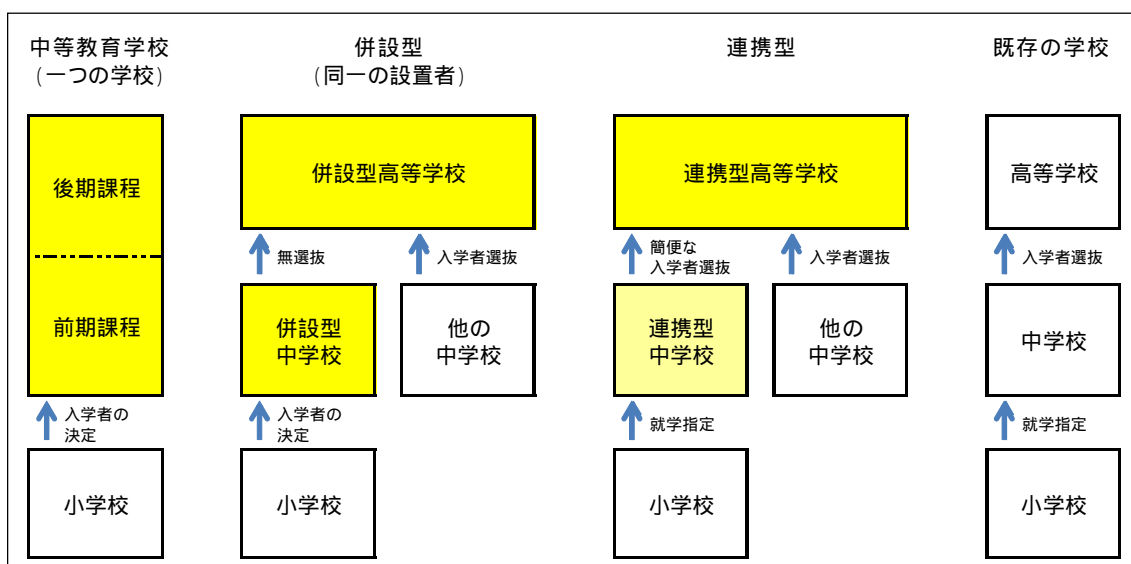 中等教育学校
(一つの学校)
併設型
(同一の設置者)
連携型
既存の学校
後期課程
前期課程
入学者の
決定
小学校
併設型高等学校
無選抜
入学者選抜
併設型
中学校
他の
中学校
入学者の
決定
小学校
連携型高等学校
簡便な
入学者選抜
入学者選抜
連携型
中学校
他の
中学校
就学指定
小学校
高等学校
入学者選抜
中学校
就学指定
小学校